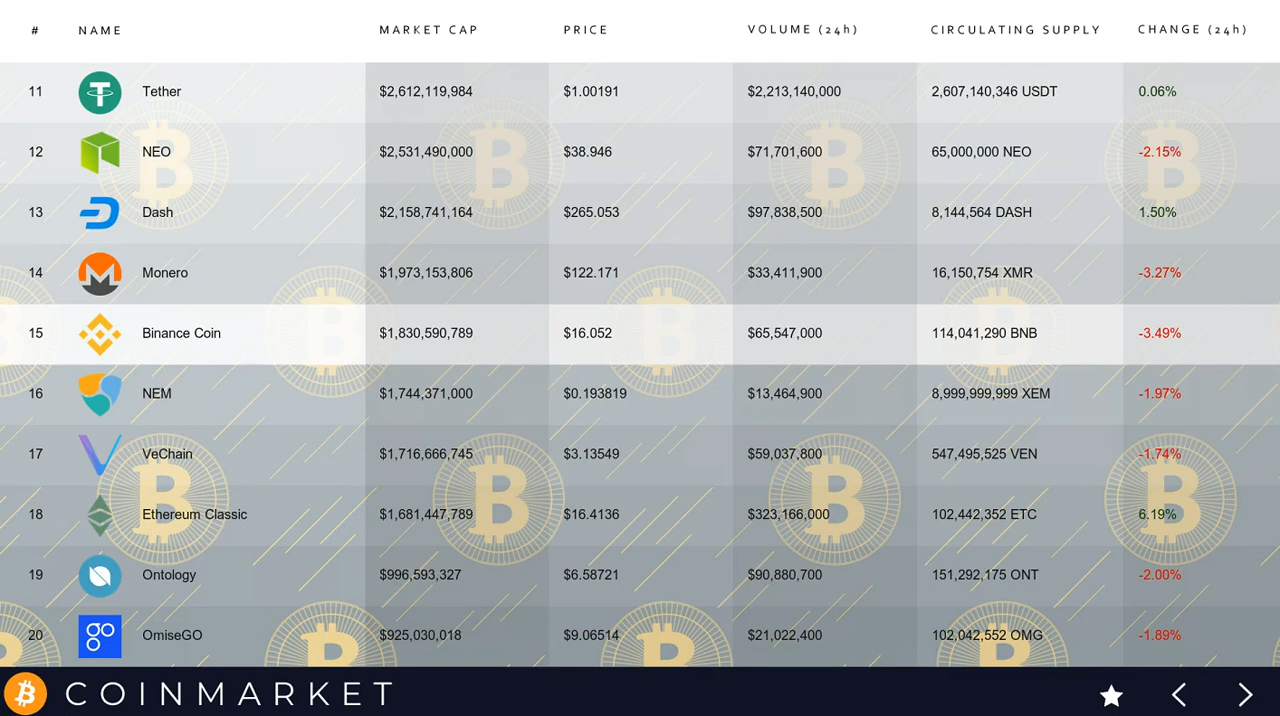 # NAME MARKET CAP PRICE VOLUME (24h) CIRCULATING SUPPLY CHANGE (24h)
11 Tether $2,612,119,984 $1.00191 $2,213,140,000 2,607,140,346 USDT 0.06%
12 NEO $2,531,490,000 $38.946 $71,701,600 65,000,000 NEO -2.15%
13 Dash $2,158,741,164 $265.053 $97,838,500 8,144,564 DASH 1.50%
14 Monero $1,973,153,806 $122.171 $33,411,900 16,150,754 XMR -3.27%
15 Binance Coin $1,830,590,789 $16.052 $65,547,000 114,041,290 BNB -3.49%
16 NEM $1,744,371,000 $0.193819 $13,464,900 8,999,999,999 XEM -1.97%
17 VeChain $1,716,666,745 $3.13549 $59,037,800 547,495,525 VEN -1.74%
18 Ethereum Classic $1,681,447,789 $16.4136 $323,166,000 102,442,352 ETC 6.19%
19 Ontology $996,593,327 $6.58721 $90,880,700 151,292,175 ONT -2.00%
20 go OmiseGO $925,030,018 $9.06514 $21,022,400 102,042,552 OMG -1.89%
COINMARKET